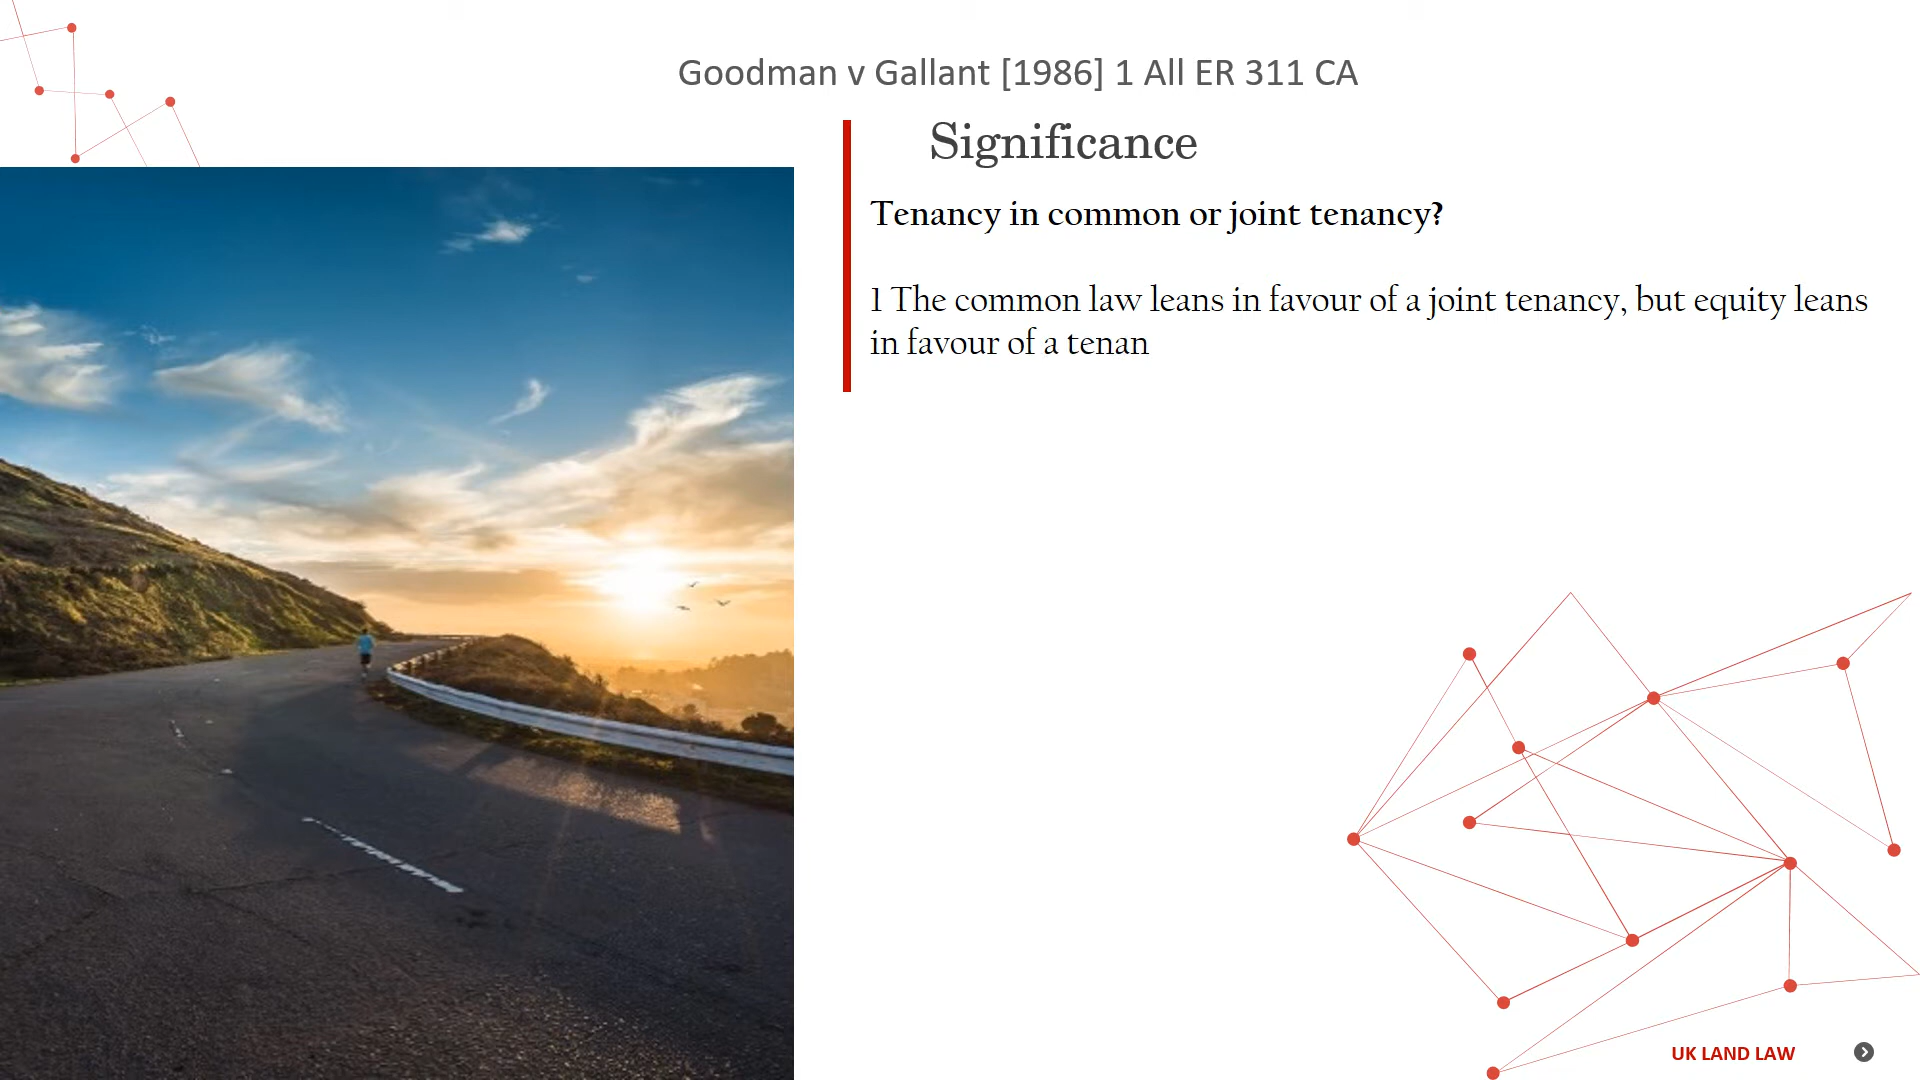 Goodman v Gallant [1986] 1 All ER 311 CA
Significance
Tenancy in common or joint tenancy?
1 The common law leans in favour of a joint tenancy, but equity leans
in favour of a tenan
UK LAND LAW